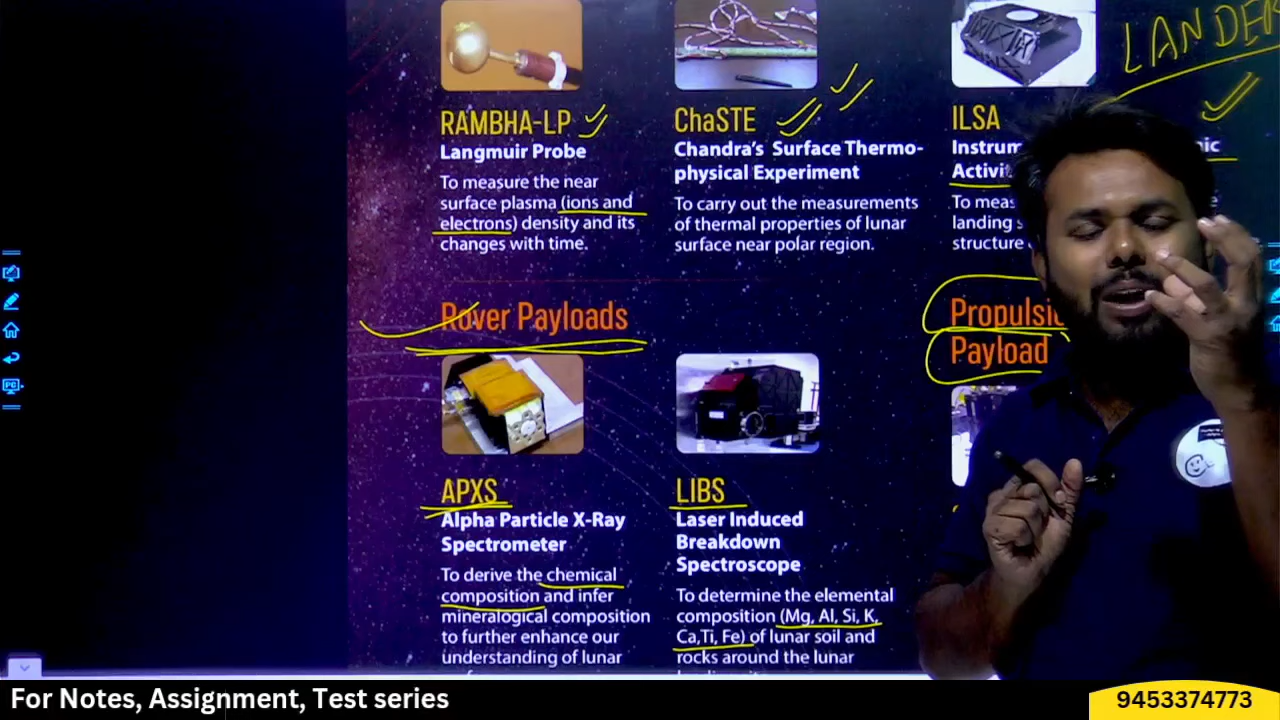 LANDER
RAMBHA-LP
Langmuir Probe
To measure the near
surface plasma (ions and
electrons) density and its
changes with time.
ChaSTE
Chandra's Surface Thermo-
physical Experiment
To carry out the measurements
of thermal properties of lunar
surface near polar region.
ILSA
To
landing
structure
Rover Payloads
Payload
APXS
Alpha Particle X-Ray
Spectrometer
To derive the chemical
composition and infer
mineralogical composition
to further enhance our
understanding of lunar
LIBS
Laser Induced
Breakdown
Spectroscope
To determine the elemental
composition (Mg, Al, Si, K,
Ca,Ti, Fe) of lunar soil and
rocks around the lunar
PC
For Notes, Assignment, Test series
9453374773